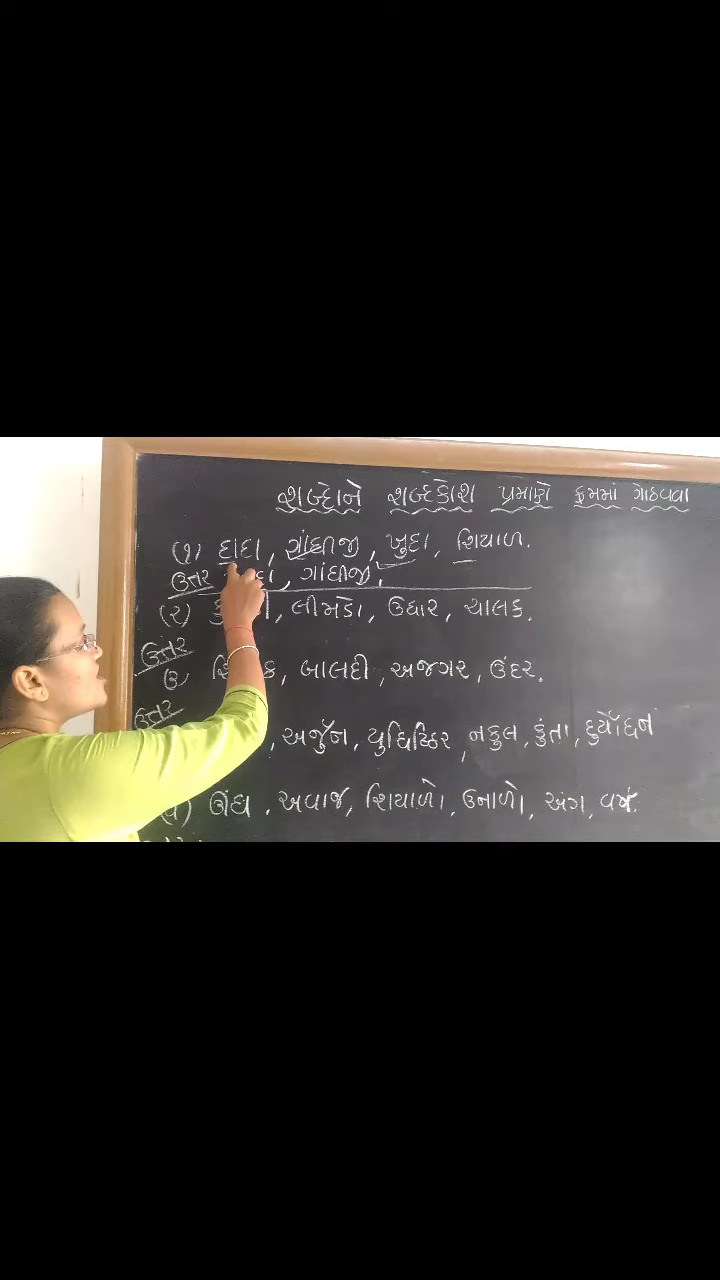 શબ્દોને શબ્દકોશ પ્રમાણે ક્રમમાં ગોઠવવા
(૧) દાદા, ગાંધીજી, ખુદા, શિયાળ.
ઉત્તર , ગાંધીજી,
(૨) , લીમડો, ઉધાર, ચાલક.
ઉત્તર
૩ , બાલદી, અજગર, ઉંદર.
ઉત્તર
, અર્જુન, યુધિષ્ઠિર, નકુલ, કુંતા, દુર્યોધન
ઊંઘ, અવાજ, શિયાળો, ઉનાળો, અંગ, વર્ષ.